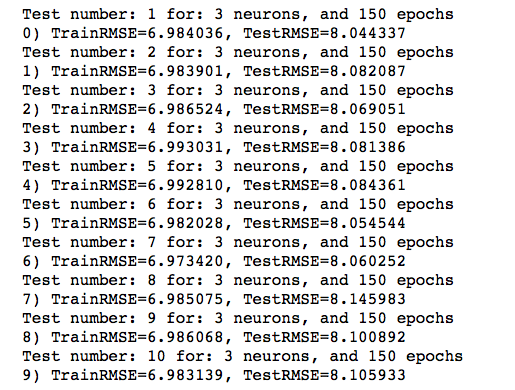 Test number: 1 for: 3 neurons, and 150 epochs
0) TrainRMSE=6.984036, TestRMSE=8.044337
Test number: 2 for: 3 neurons, and 150 epochs
1) TrainRMSE=6.983901, TestRMSE=8.082087
Test number: 3 for: 3 neurons, and 150 epochs
2) TrainRMSE=6.986524, TestRMSE=8.069051
Test number: 4 for: 3 neurons, and 150 epochs
3) TrainRMSE=6.993031, TestRMSE=8.081386
Test number: 5 for: 3 neurons, and 150 epochs
4) TrainRMSE=6.992810, TestRMSE=8.084361
Test number: 6 for: 3 neurons, and 150 epochs
5) TrainRMSE=6.982028, TestRMSE=8.054544
Test number: 7 for: 3 neurons, and 150 epochs
6) TrainRMSE=6.973420, TestRMSE=8.060252
Test number: 8 for: 3 neurons, and 150 epochs
7) TrainRMSE=6.985075, TestRMSE=8.145983
Test number: 9 for: 3 neurons, and 150 epochs
8) TrainRMSE=6.986068, TestRMSE=8.100892
Test number: 10 for: 3 neurons, and 150 epochs
9) TrainRMSE=6.983139, TestRMSE=8.105933